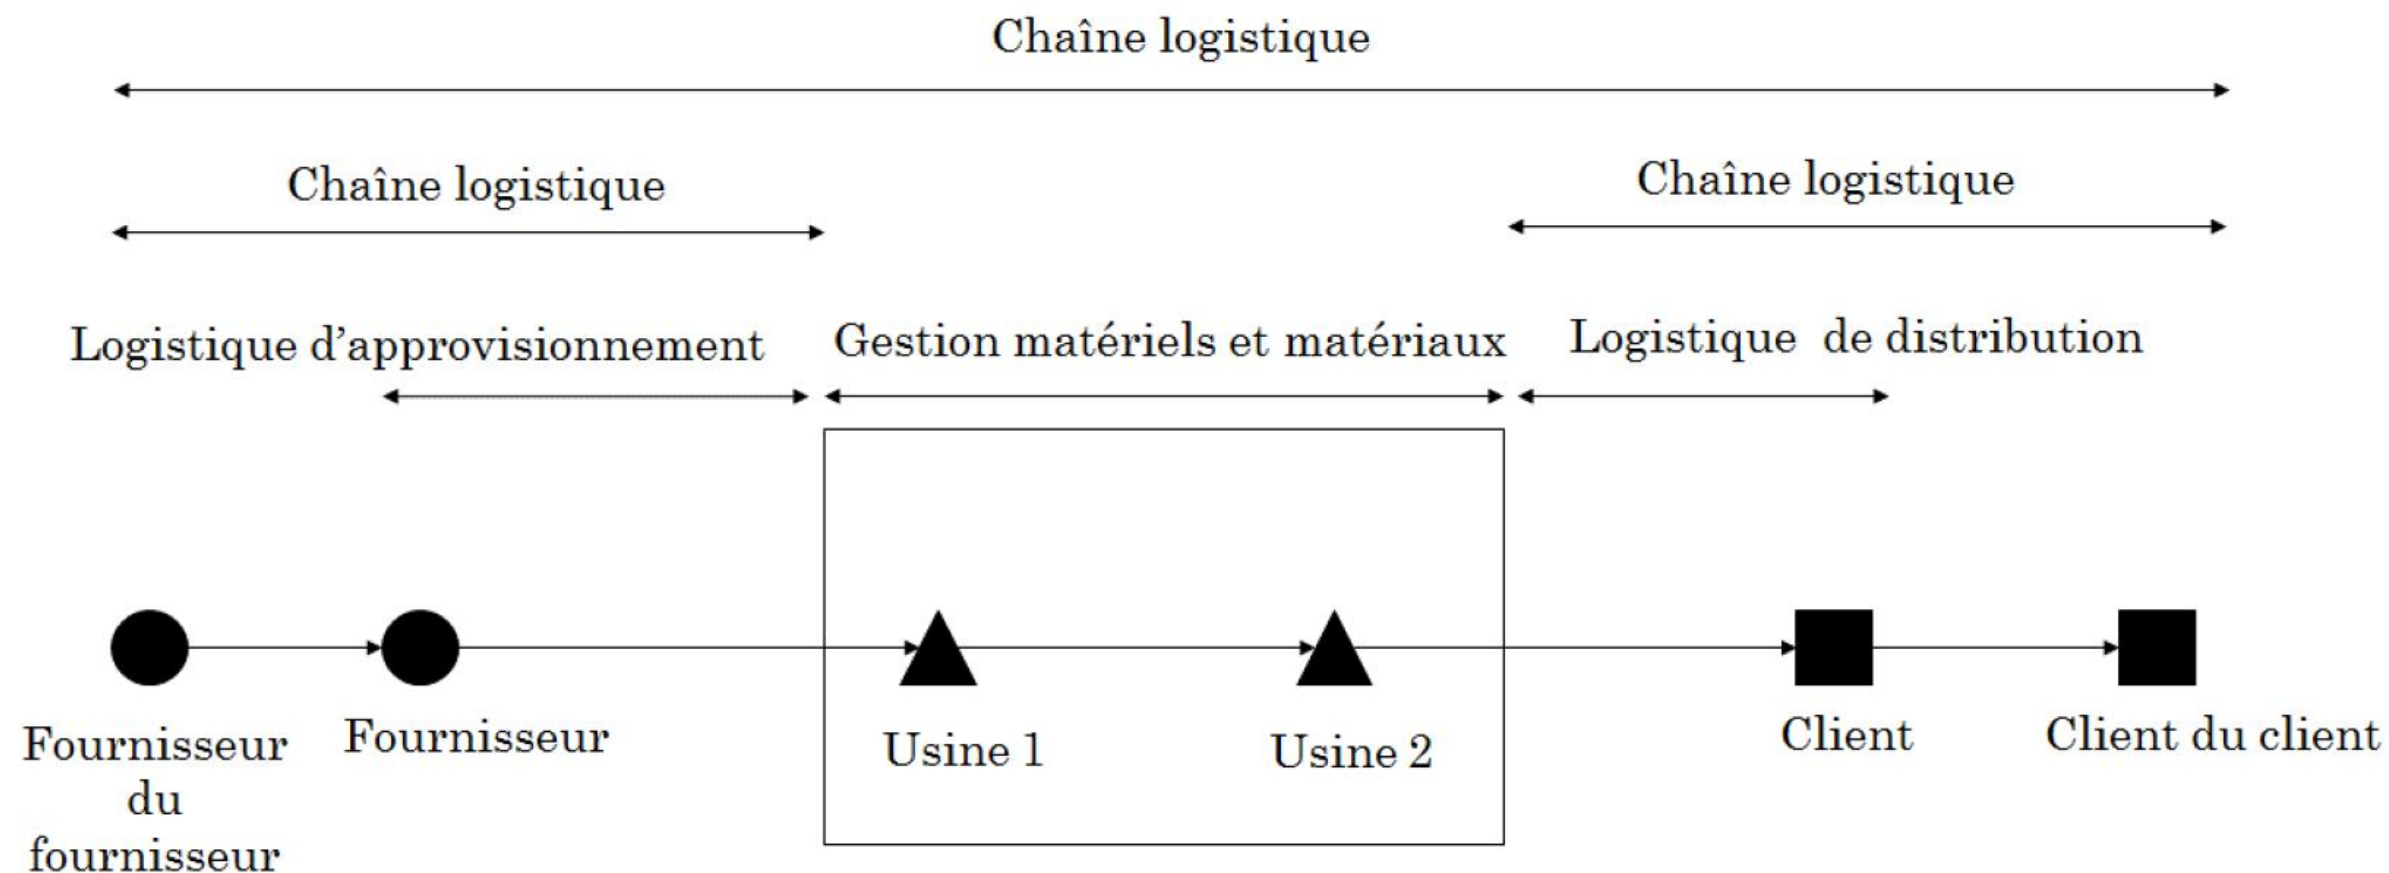 Chaîne logistique
Chaîne logistique
Chaîne logistique
Logistique d’approvisionnement
Gestion matériels et matériaux
Logistique de distribution
Fournisseur
du
fournisseur
Fournisseur
Usine 1
Usine 2
Client
Client du client